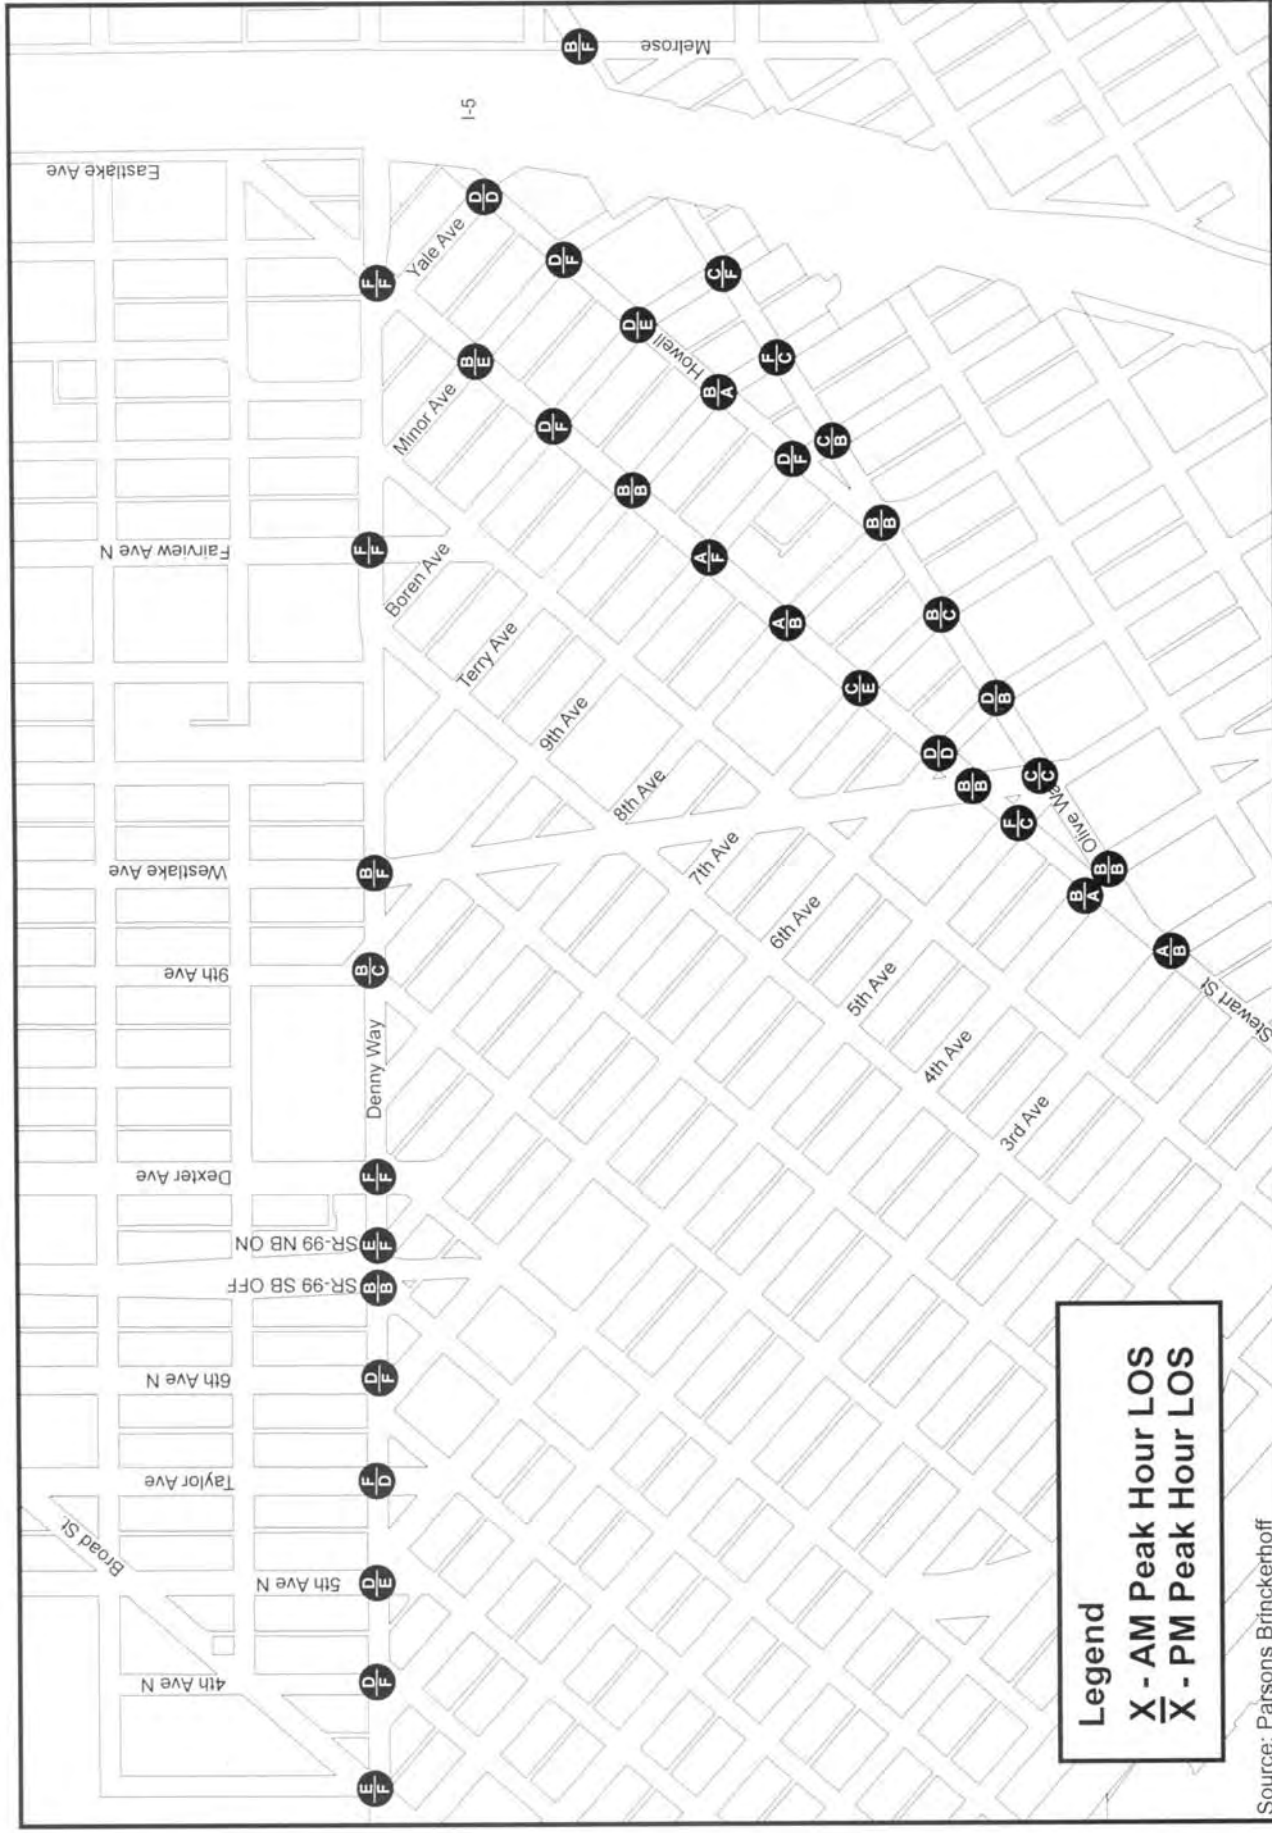 Melrose
B
F
I-5
Eastlake Ave
Yale Ave
D
D
F
F
D
F
C
F
Minor Ave
B
E
D
E
Howell
F
C
B
A
D
F
C
B
D
F
B
B
B
B
Fairview Ave N
F
F
Boren Ave
A
F
B
C
Terry Ave
A
B
9th Ave
C
E
D
B
8th Ave
D
D
B
B
C
C
Olive Wa
F
C
7th Ave
Westlake Ave
B
F
B
B
B
A
6th Ave
9th Ave
B
C
5th Ave
A
B
Stewart St
Denny Way
4th Ave
3rd Ave
Dexter Ave
F
F
SR-99 NB ON
E
F
SR-99 SB OFF
B
B
6th Ave N
D
F
Taylor Ave
F
D
Broad St.
5th Ave N
D
E
4th Ave N
D
F
E
F
Legend
X - AM Peak Hour LOS
X - PM Peak Hour LOS
Source: Parsons Brinckerhoff